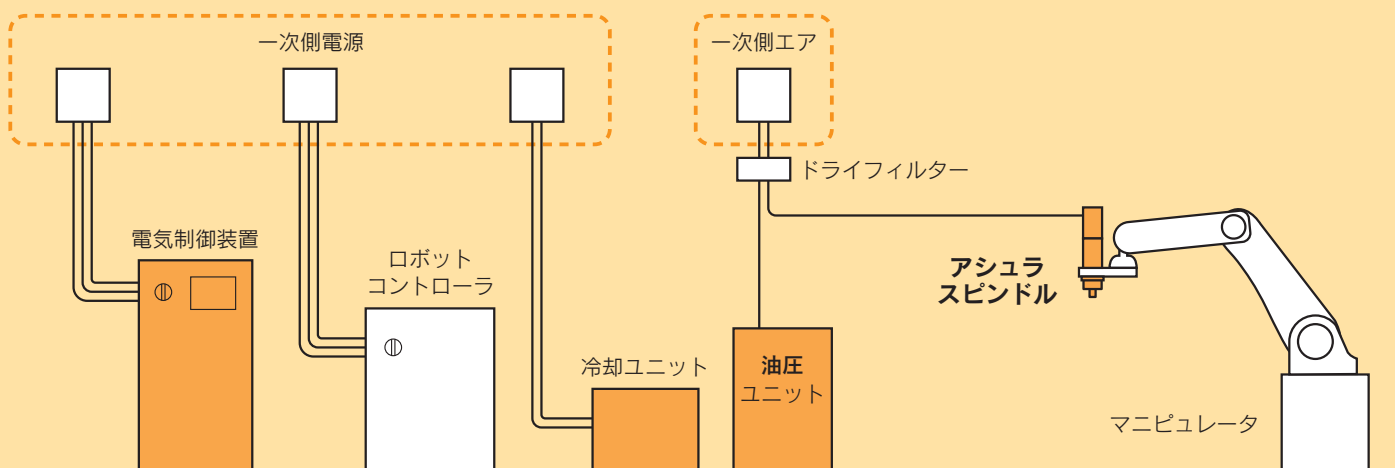 一次側電源
一次側エア
ドライフィルター
電気制御装置
ロボット
コントローラ
アシュラ
スピンドル
冷却ユニット
油圧
ユニット
マニピュレータ